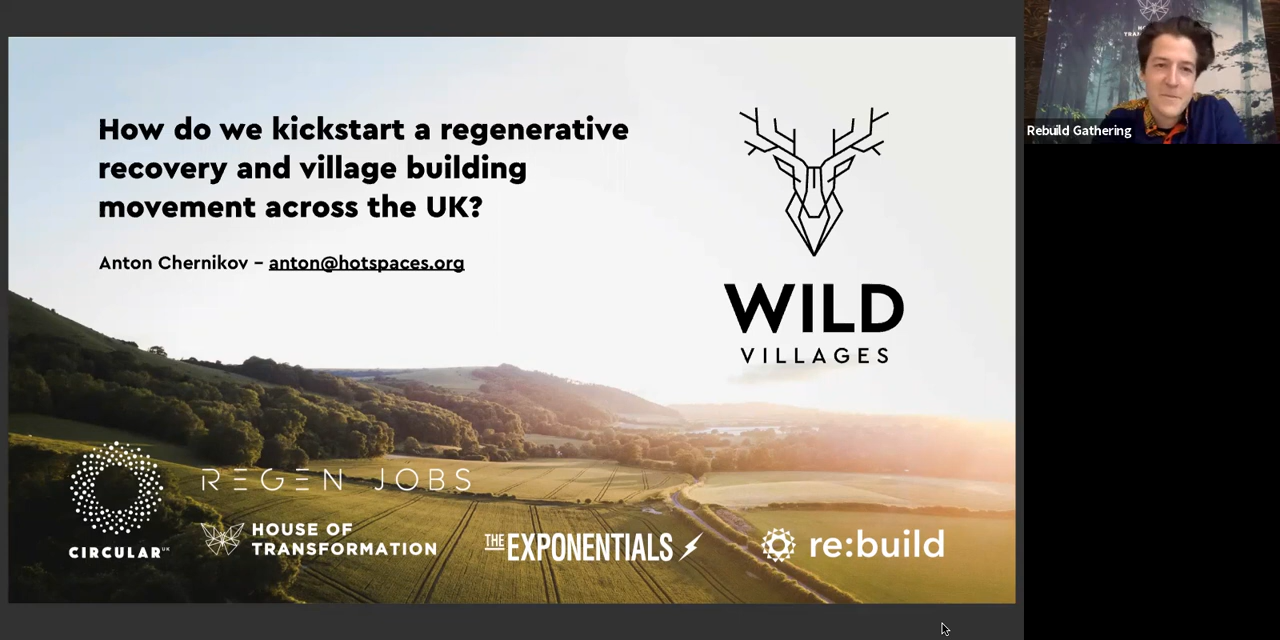 How do we kickstart a regenerative
recovery and village building
movement across the UK?
Anton Chernikov – anton@hotspaces.org
WILD
VILLAGES
REGEN JOBS
CIRCULAR UK
HOUSE OF
TRANSFORMATION
THE EXPONENTIALS
re:build
Rebuild Gathering